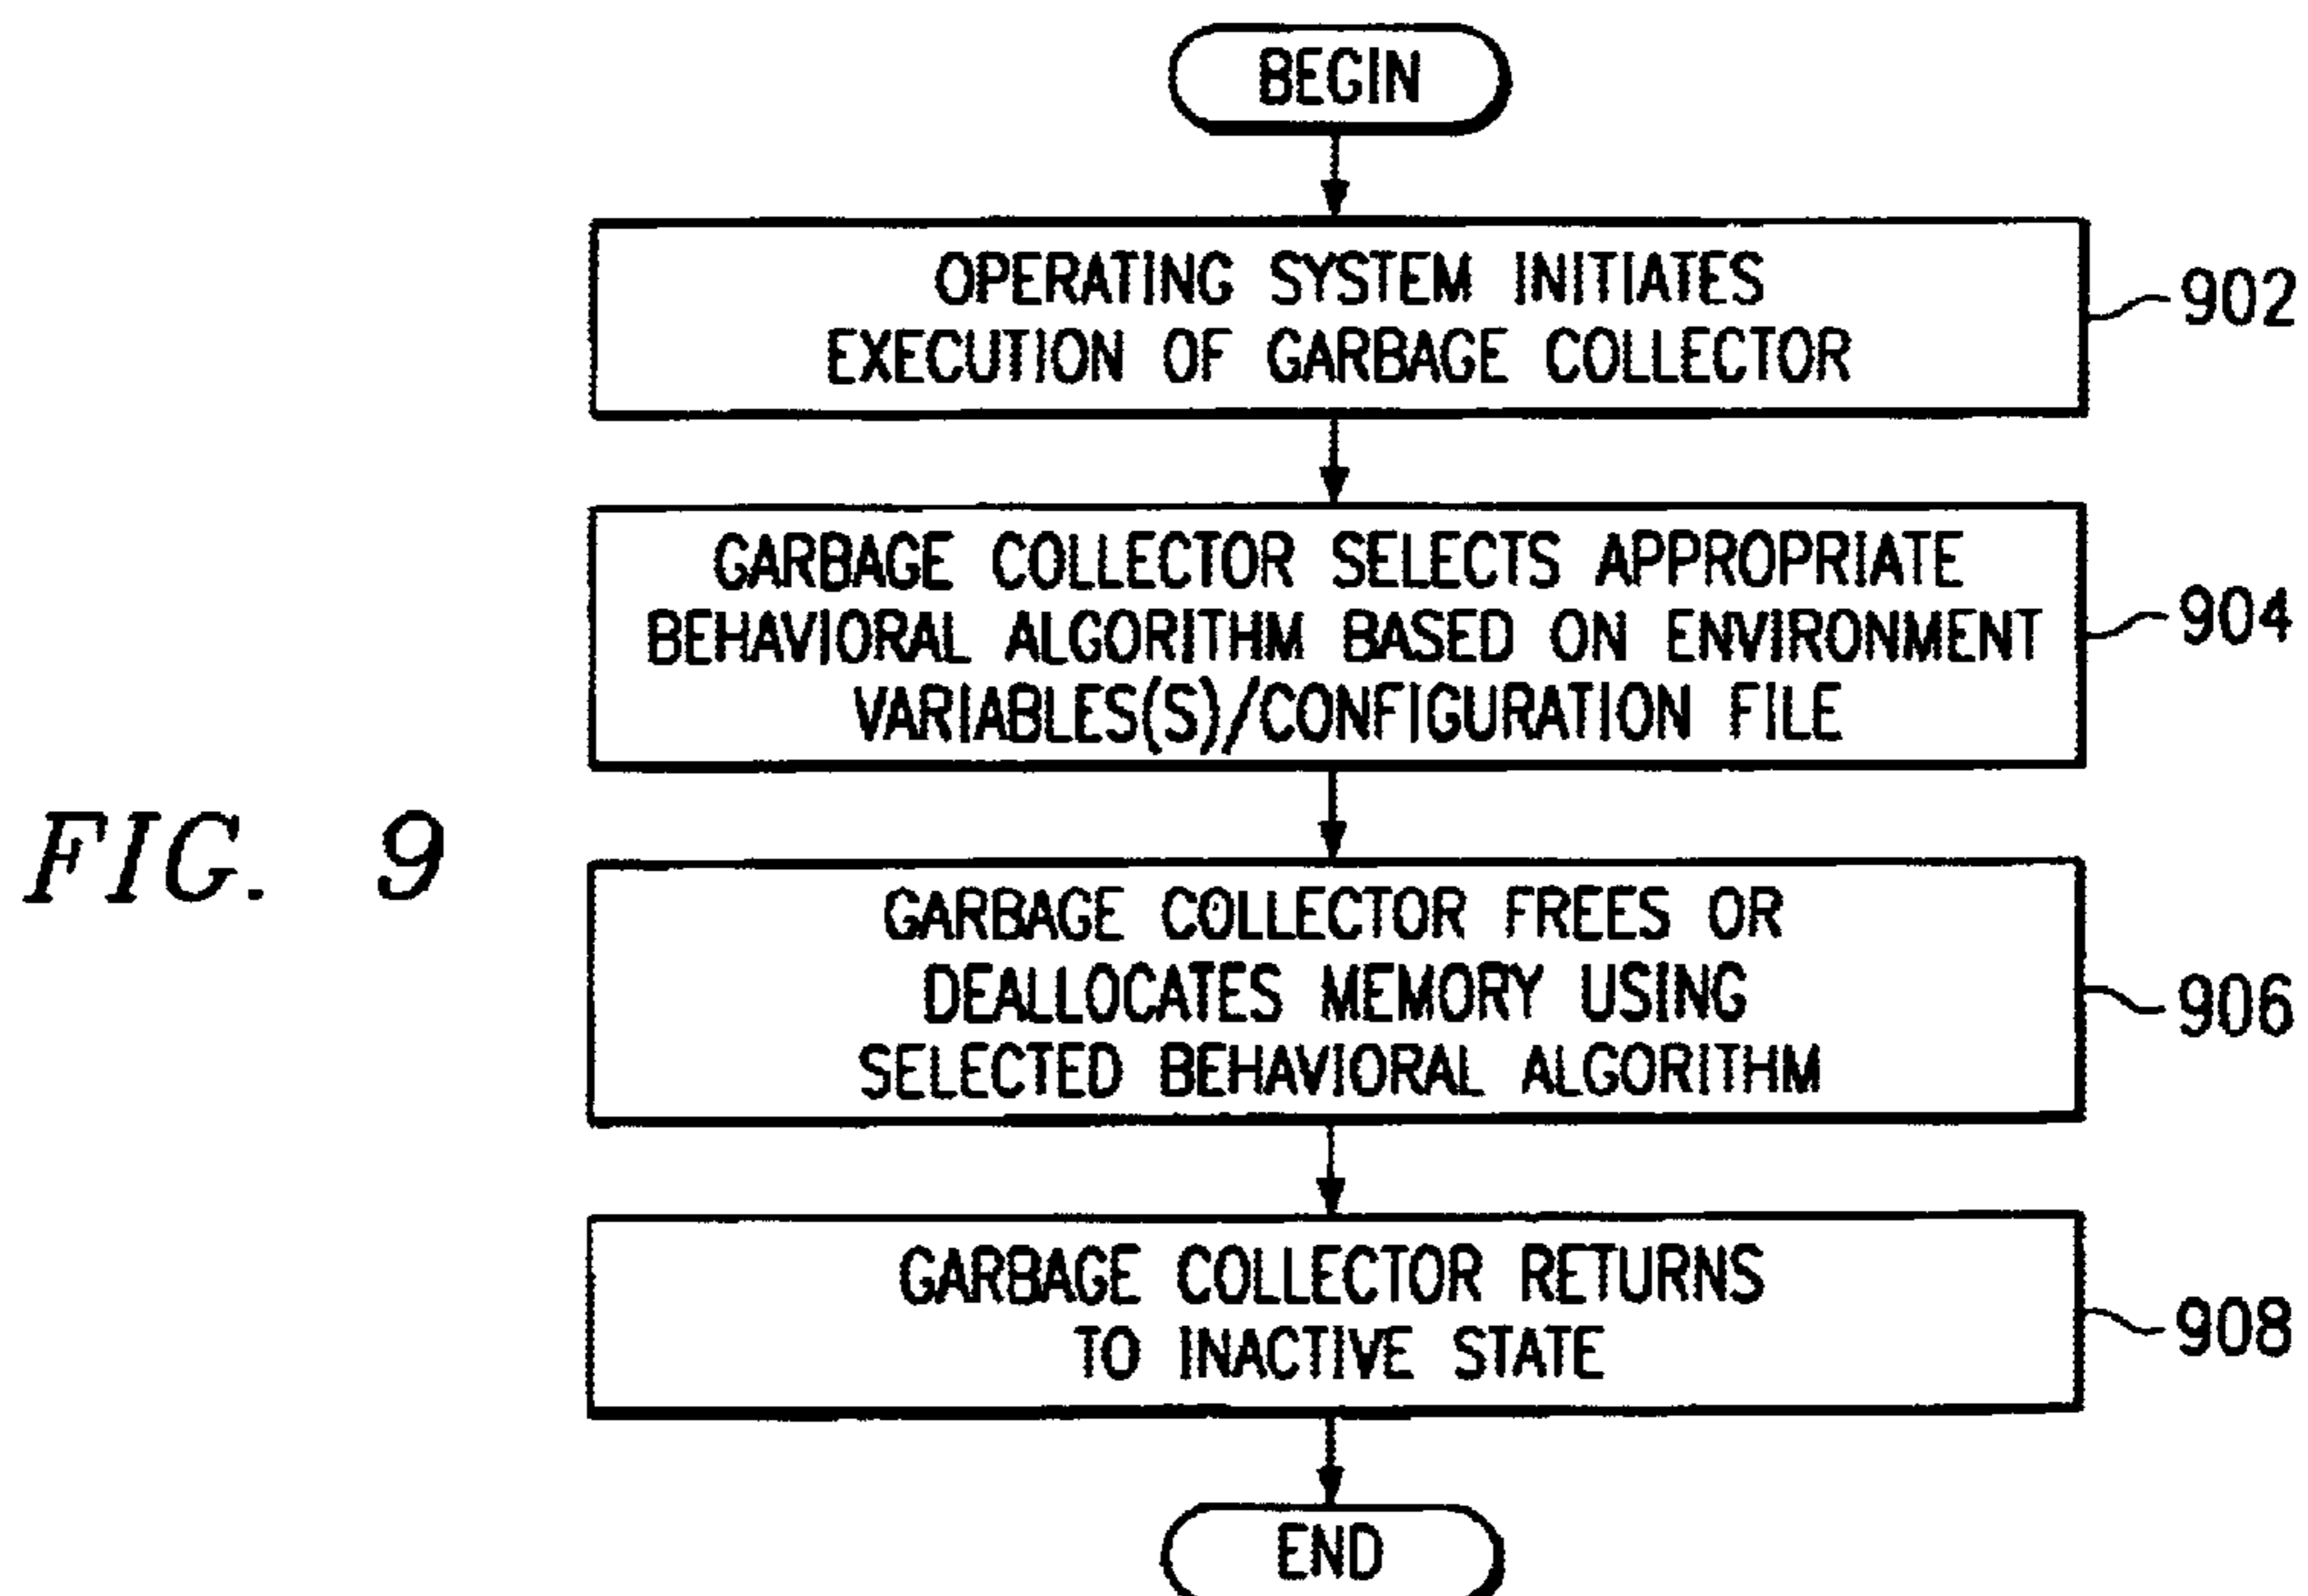 BEGIN
OPERATING SYSTEM INITIATES
EXECUTION OF GARBAGE COLLECTOR
902
GARBAGE COLLECTOR SELECTS APPROPRIATE
BEHAVIORAL ALGORITHM BASED ON ENVIRONMENT
VARIABLES(S)/CONFIGURATION FILE
904
FIG. 9
GARBAGE COLLECTOR FREES OR
DEALLOCATES MEMORY USING
SELECTED BEHAVIORAL ALGORITHM
906
GARBAGE COLLECTOR RETURNS
TO INACTIVE STATE
908
END